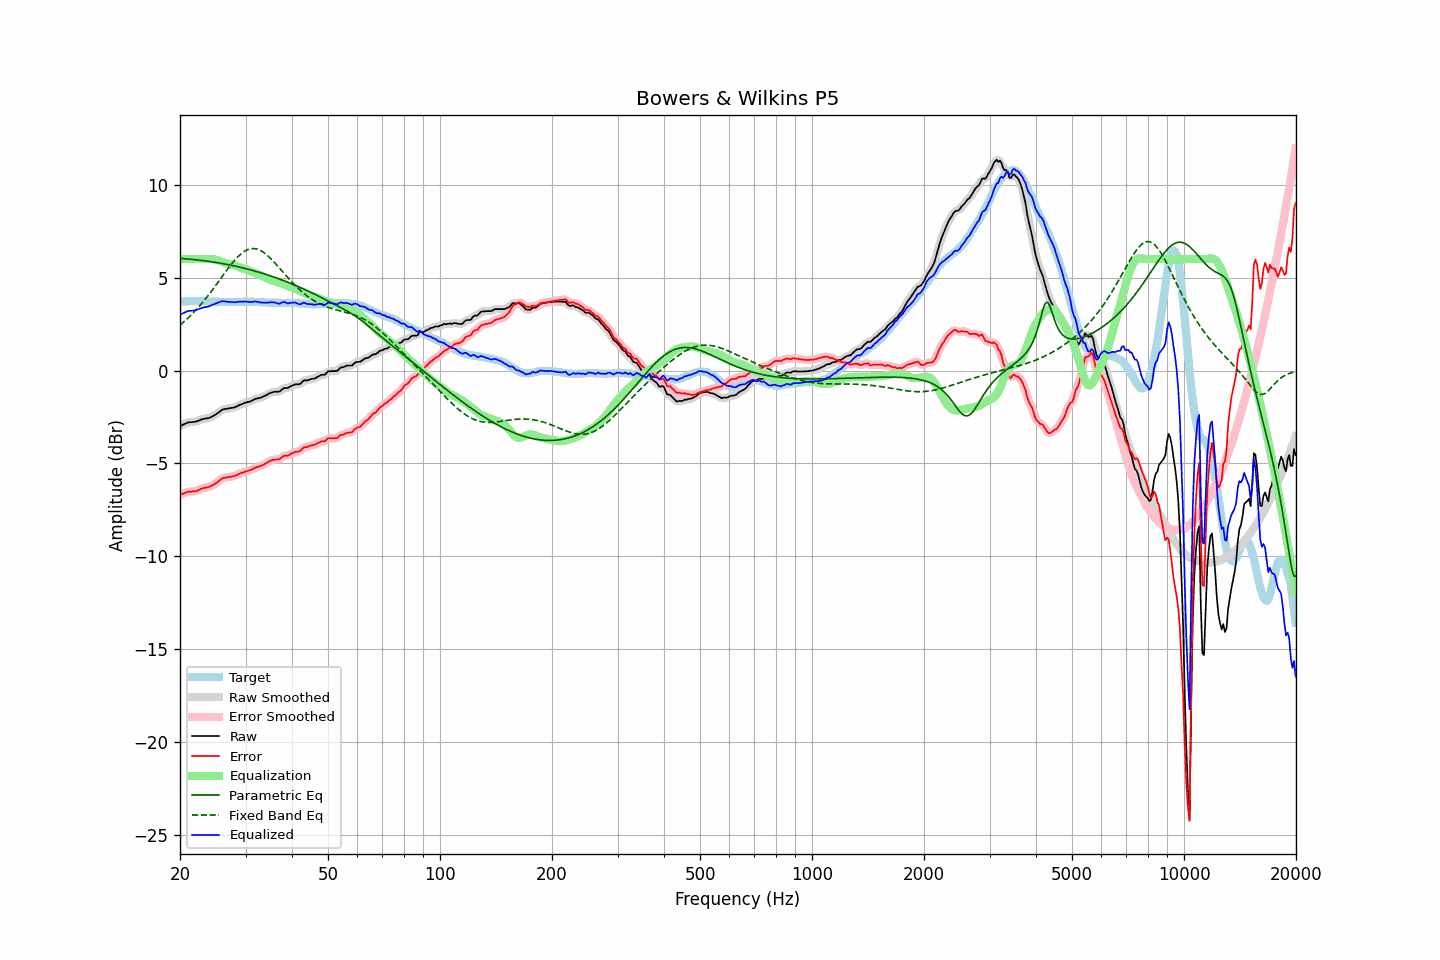 Bowers & Wilkins P5
Amplitude (dBr)
10
5
0
−5
−10
−15
−20
−25
Target
Raw Smoothed
Error Smoothed
Raw
Error
Equalization
Parametric Eq
Fixed Band Eq
Equalized
20 50 100 200 500 1000 2000 5000 10000 20000
Frequency (Hz)